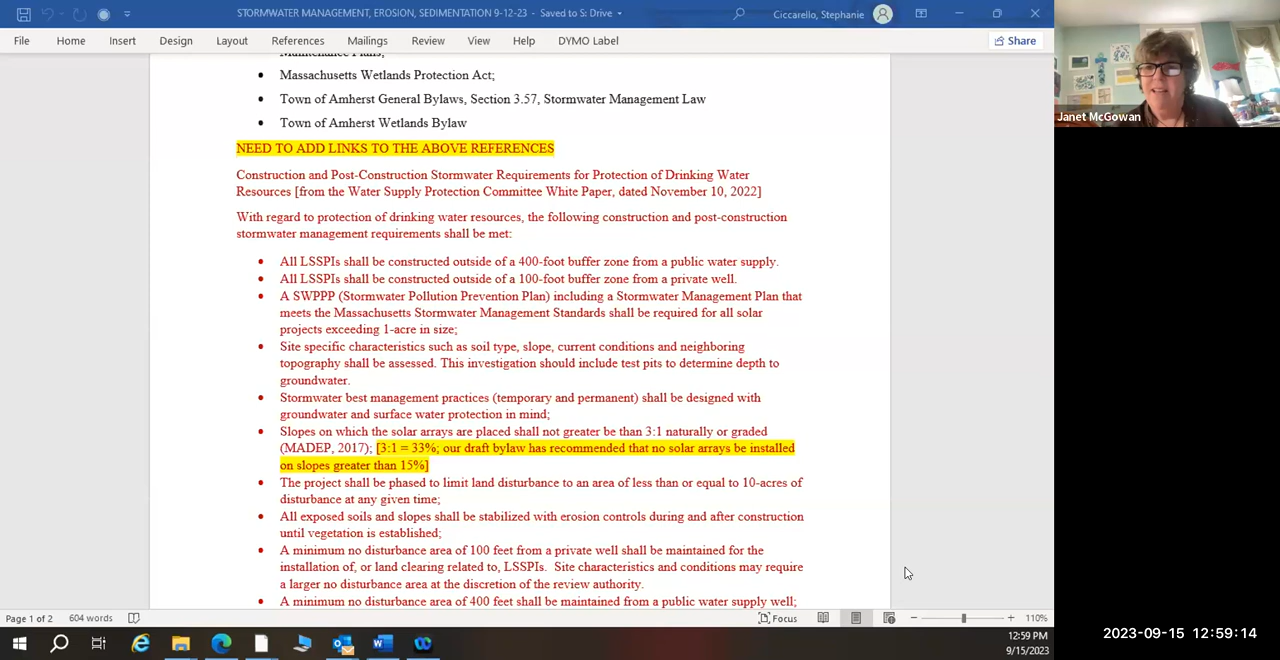 STORMWATER MANAGEMENT, EROSION, SEDIMENTATION 9-12-23 - Saved to S: Drive
Ciccarello, Stephanie
File Home Insert Design Layout References Mailings Review View Help DYMO Label Share
Maintenance Plans;
• Massachusetts Wetlands Protection Act;
• Town of Amherst General Bylaws, Section 3.57, Stormwater Management Law
• Town of Amherst Wetlands Bylaw
NEED TO ADD LINKS TO THE ABOVE REFERENCES
Construction and Post-Construction Stormwater Requirements for Protection of Drinking Water
Resources [from the Water Supply Protection Committee White Paper, dated November 10, 2022]
With regard to protection of drinking water resources, the following construction and post-construction
stormwater management requirements shall be met:
• All LSSPIs shall be constructed outside of a 400-foot buffer zone from a public water supply.
• All LSSPIs shall be constructed outside of a 100-foot buffer zone from a private well.
• A SWPPP (Stormwater Pollution Prevention Plan) including a Stormwater Management Plan that
meets the Massachusetts Stormwater Management Standards shall be required for all solar
projects exceeding 1-acre in size;
• Site specific characteristics such as soil type, slope, current conditions and neighboring
topography shall be assessed. This investigation should include test pits to determine depth to
groundwater.
• Stormwater best management practices (temporary and permanent) shall be designed with
groundwater and surface water protection in mind;
• Slopes on which the solar arrays are placed shall not greater be than 3:1 naturally or graded
(MADEP, 2017); [3:1 = 33%; our draft bylaw has recommended that no solar arrays be installed
on slopes greater than 15%]
• The project shall be phased to limit land disturbance to an area of less than or equal to 10-acres of
disturbance at any given time;
• All exposed soils and slopes shall be stabilized with erosion controls during and after construction
until vegetation is established;
• A minimum no disturbance area of 100 feet from a private well shall be maintained for the
installation of, or land clearing related to, LSSPIs. Site characteristics and conditions may require
a larger no disturbance area at the discretion of the review authority.
• A minimum no disturbance area of 400 feet shall be maintained from a public water supply well;
Page 1 of 2 604 words Focus 110%
12:59 PM
9/15/2023
Janet McGowan
2023-09-15 12:59:14